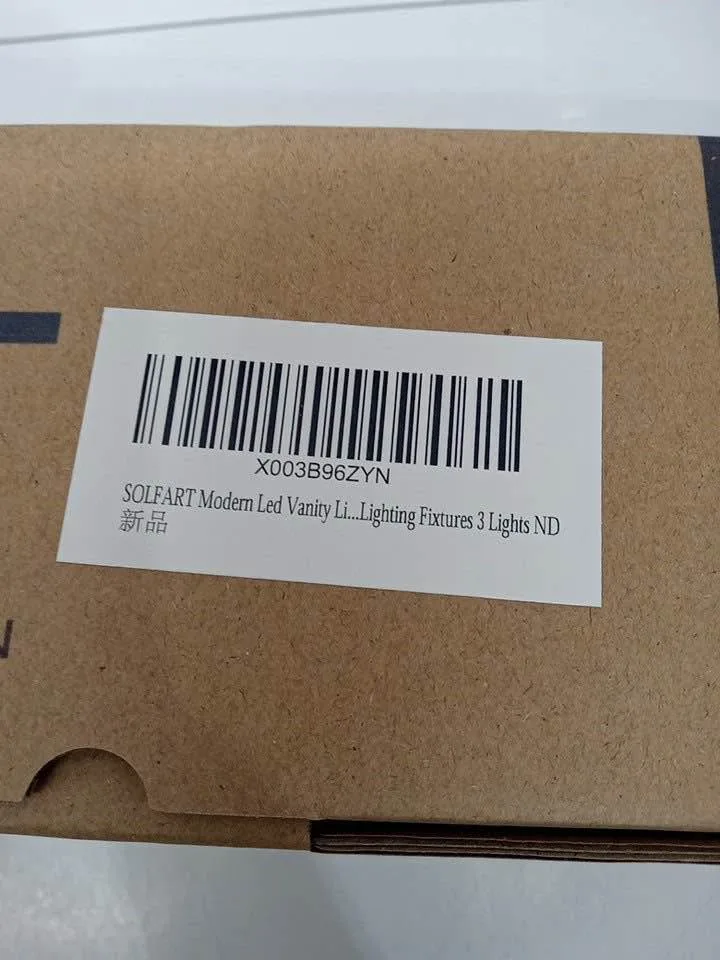 X003B96ZYN
SOLFART Modern Led Vanity Li...Lighting Fixtures 3 Lights ND
新品
N